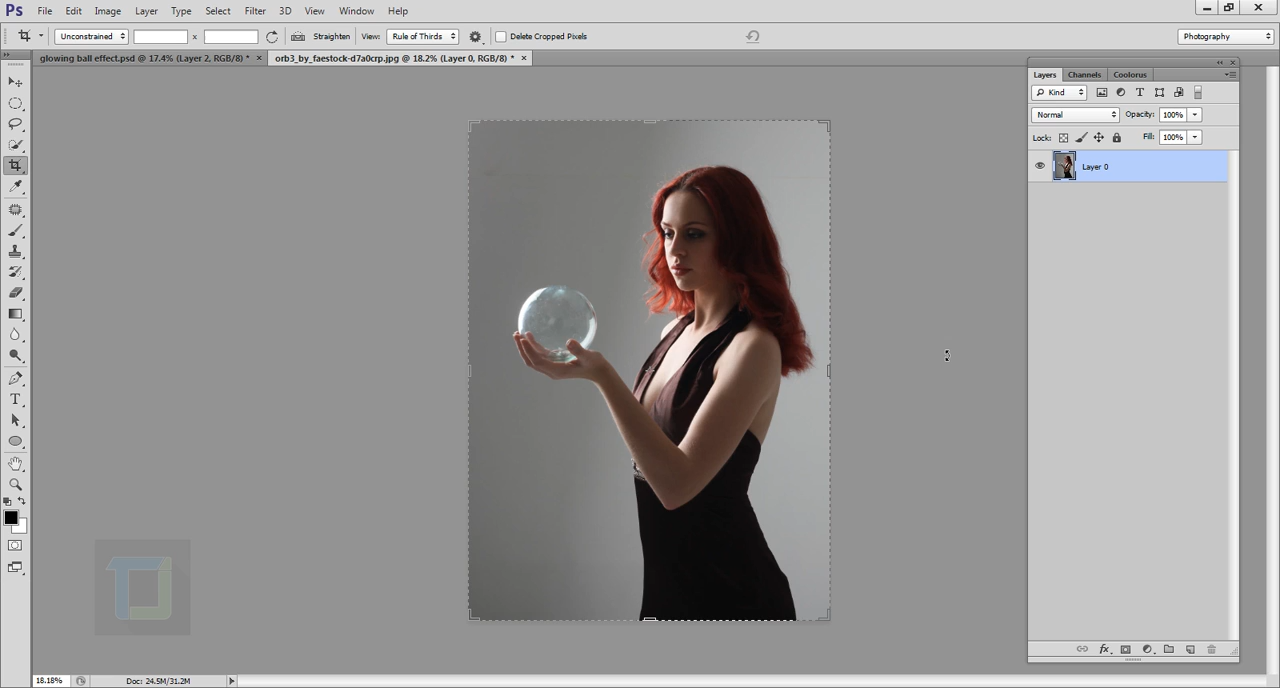 Ps File Edit Image Layer Type Select Filter 3D View Window Help
Unconstrained x Straighten View: Rule of Thirds Delete Cropped Pixels Photography
glowing ball effect.psd @ 17.4% (Layer 2, RGB/8) * × orb3_by_faestock-d7a0crp.jpg @ 18.2% (Layer 0, RGB/8) * ×
Layers Channels Coolorus
Kind
Normal Opacity: 100%
Lock: Fill: 100%
Layer 0
fx
18.18% Doc: 24.5M/31.2M